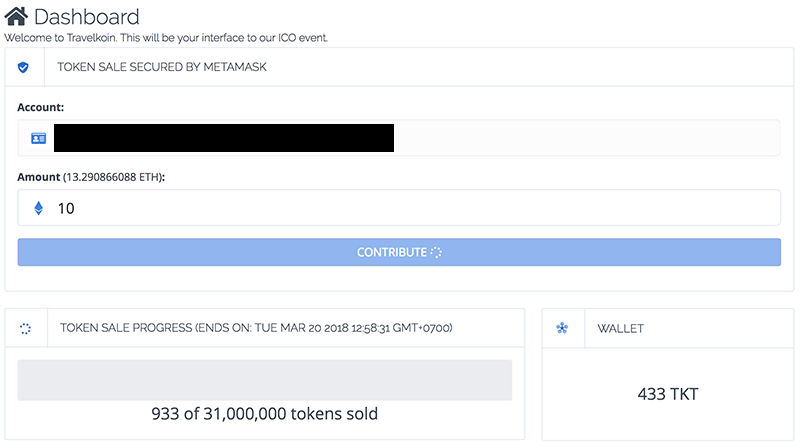 Dashboard
Welcome to Travelkoin. This will be your interface to our ICO event.
TOKEN SALE SECURED BY METAMASK
Account:
Amount (13.290866088 ETH):
10
CONTRIBUTE
TOKEN SALE PROGRESS (ENDS ON: TUE MAR 20 2018 12:58:31 GMT+0700)
933 of 31,000,000 tokens sold
WALLET
433 TKT